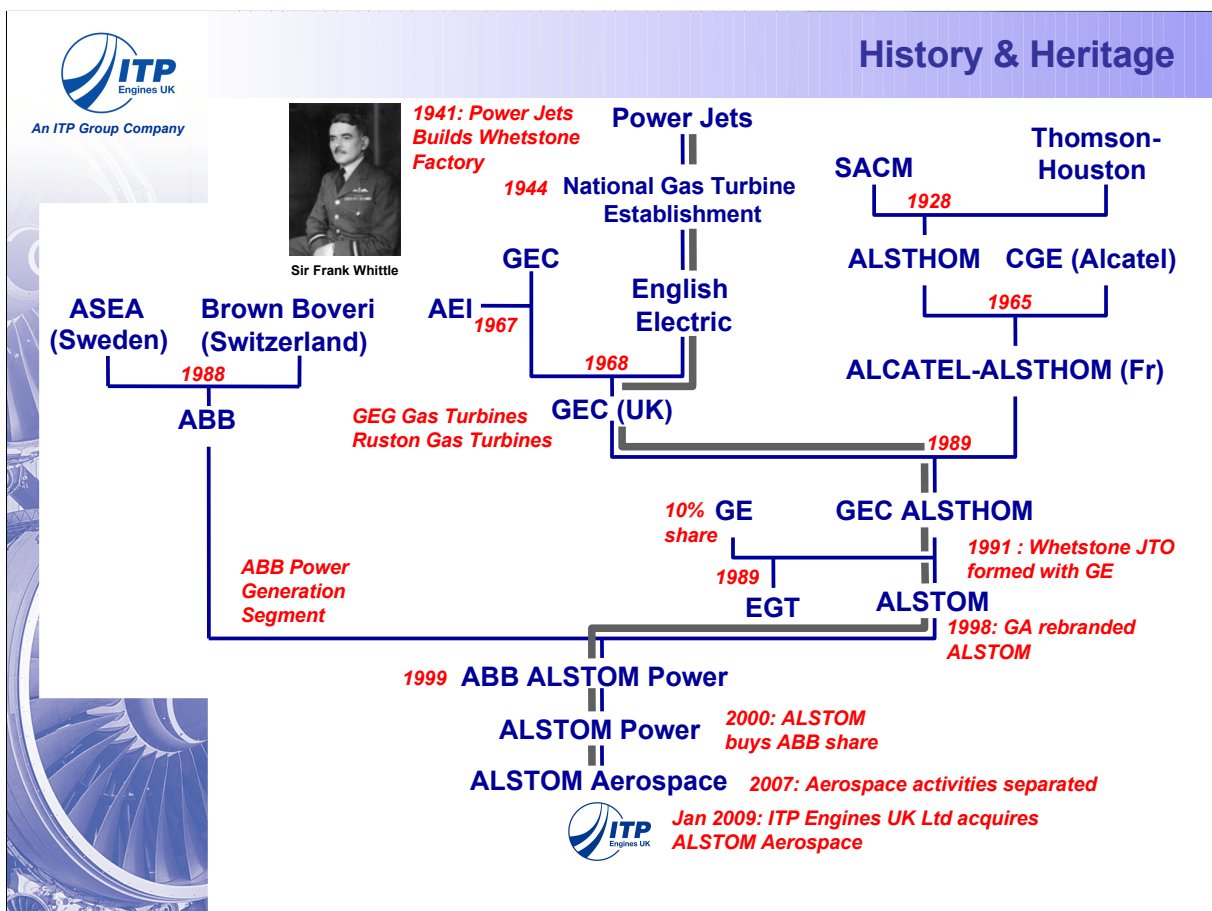 History & Heritage
ITP
Engines UK
An ITP Group Company
1941: Power Jets
Builds Whetstone
Factory
Power Jets
Thomson-
Houston
SACM
1944
National Gas Turbine
Establishment
1928
Sir Frank Whittle
GEC
ALSTHOM
CGE (Alcatel)
English
Electric
ASEA
(Sweden)
Brown Boveri
(Switzerland)
AEI
1967
1965
1988
1968
ALCATEL-ALSTHOM (Fr)
ABB
GEG Gas Turbines
Ruston Gas Turbines
GEC (UK)
1989
10%
share
GE
GEC ALSTHOM
1991 : Whetstone JTO
formed with GE
1989
EGT
ALSTOM
ABB Power
Generation
Segment
1998: GA rebranded
ALSTOM
1999
ABB ALSTOM Power
ALSTOM Power
2000: ALSTOM
buys ABB share
ALSTOM Aerospace
2007: Aerospace activities separated
ITP
Engines UK
Jan 2009: ITP Engines UK Ltd acquires
ALSTOM Aerospace